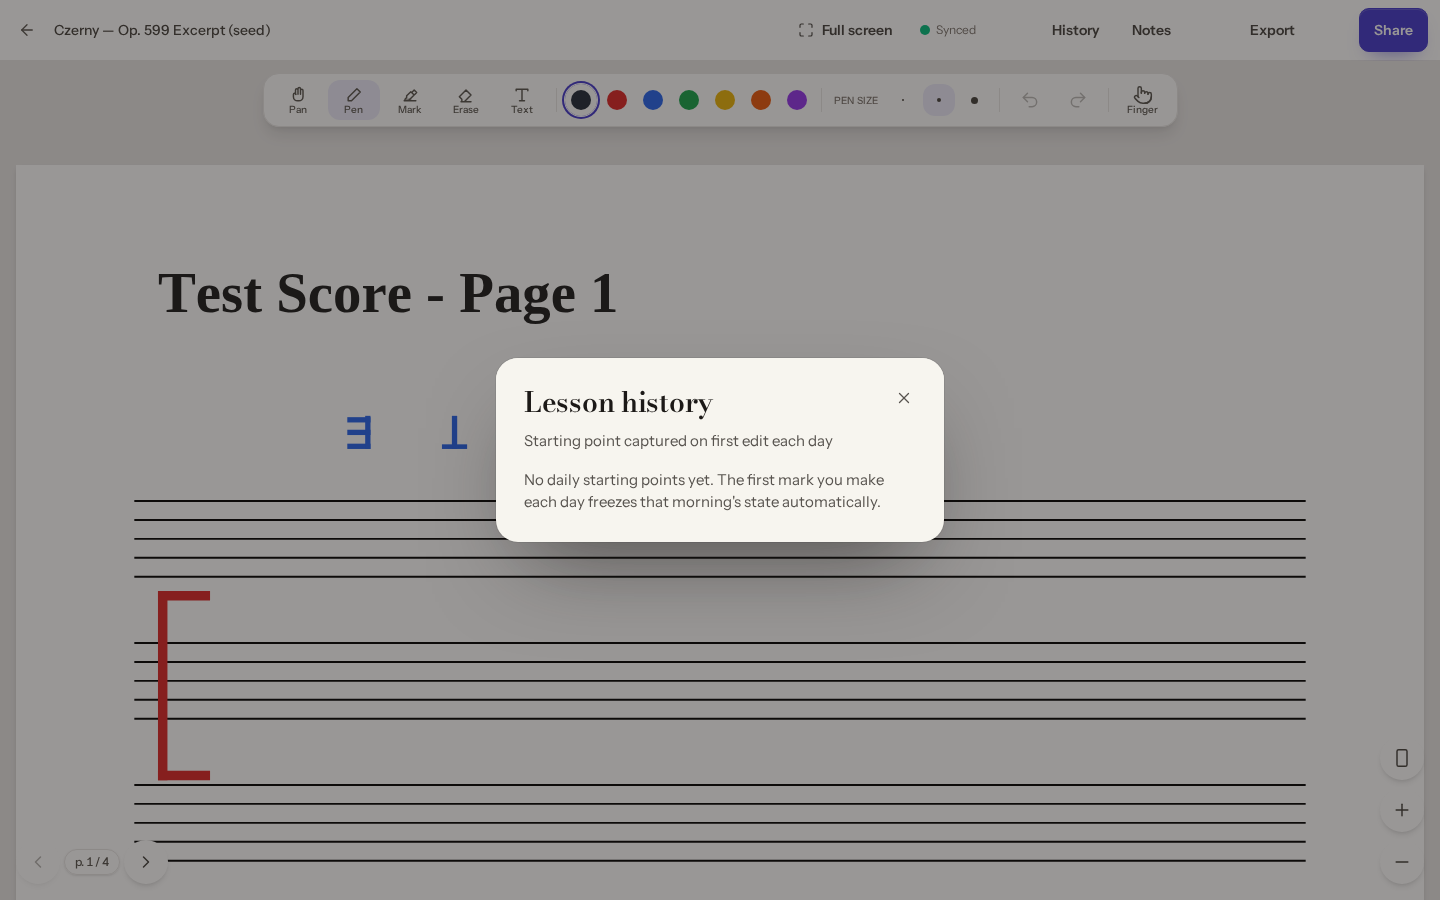 Czerny — Op. 599 Excerpt (seed)
Full screen
Synced
History
Notes
Export
Share
Pan
Pen
Mark
Erase
Text
PEN SIZE
Finger
Test Score - Page 1
Lesson history
Starting point captured on first edit each day
No daily starting points yet. The first mark you make
each day freezes that morning's state automatically.
p. 1 / 4